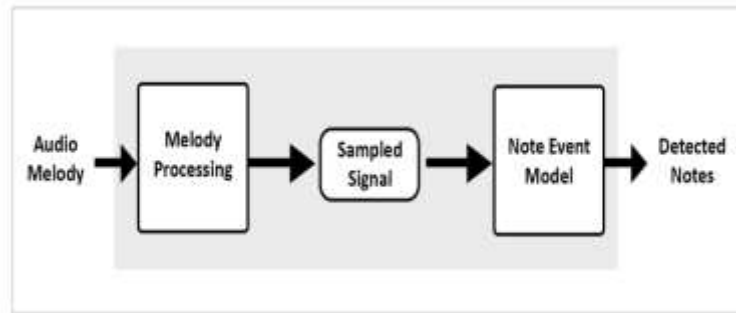 Audio
Melody
Melody
Processing
Sampled
Signal
Note Event
Model
Detected
Notes